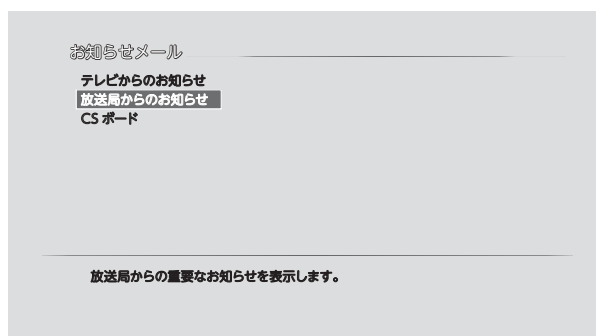 お知らせメール
テレビからのお知らせ
放送局からのお知らせ
CS ボード
放送局からの重要なお知らせを表示します。